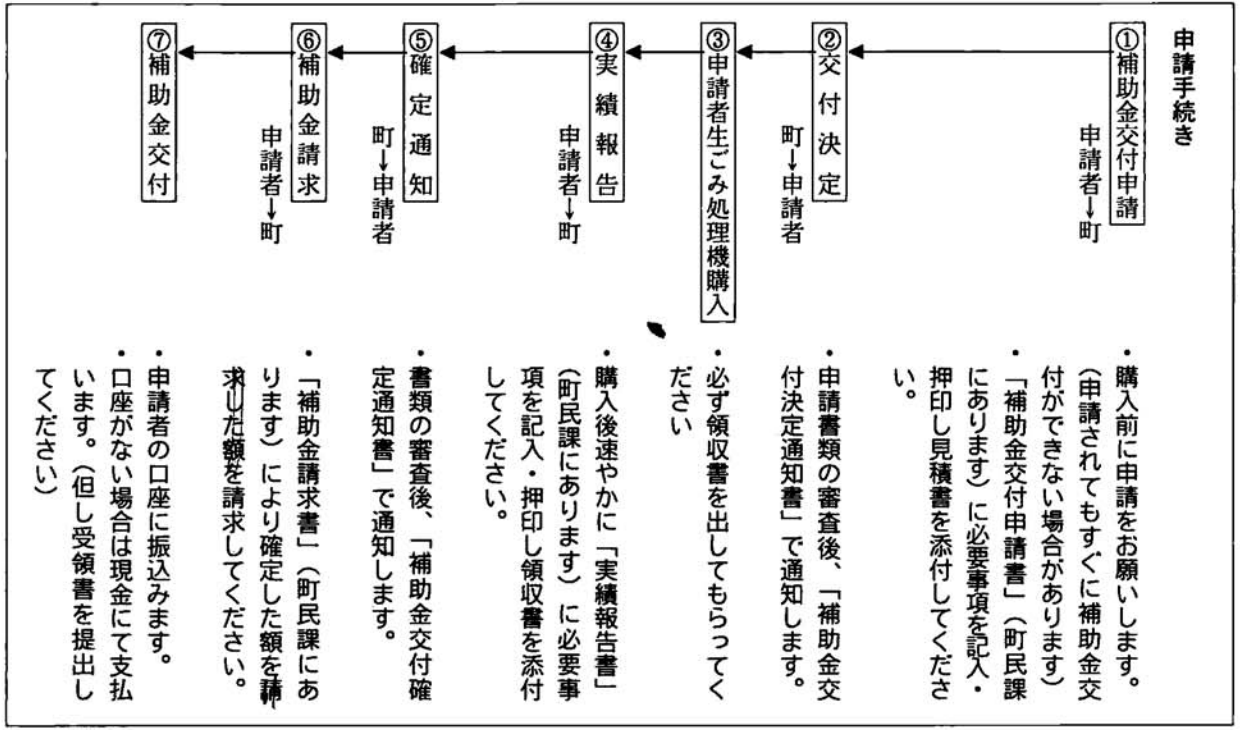 申請手続き
①補助金交付申請
申請者→町
・購入前に申請をお願いします。
(申請されてもすぐに補助金交
付ができない場合があります)
・「補助金交付申請書」(町民課
にあります)に必要事項を記入・
押印し見積書を添付してくださ
い。
②交付決定
町→申請者
・申請書類の審査後、「補助金交
付決定通知書」で通知します。
③申請者生ごみ処理機購入
・必ず領収書を出してもらってく
ださい
④実績報告
申請者→町
・購入後速やかに「実績報告書」
(町民課にあります)に必要事
項を記入・押印し領収書を添付
してください。
⑤確定通知
町→申請者
・書類の審査後、「補助金交付確
定通知書」で通知します。
⑥補助金請求
申請者→町
・「補助金請求書」(町民課にあ
ります)により確定した額を請
求した額を請求してください。
⑦補助金交付
・申請者の口座に振込みます。
・口座がない場合は現金にて支払
います。(但し受領書を提出し
てください)